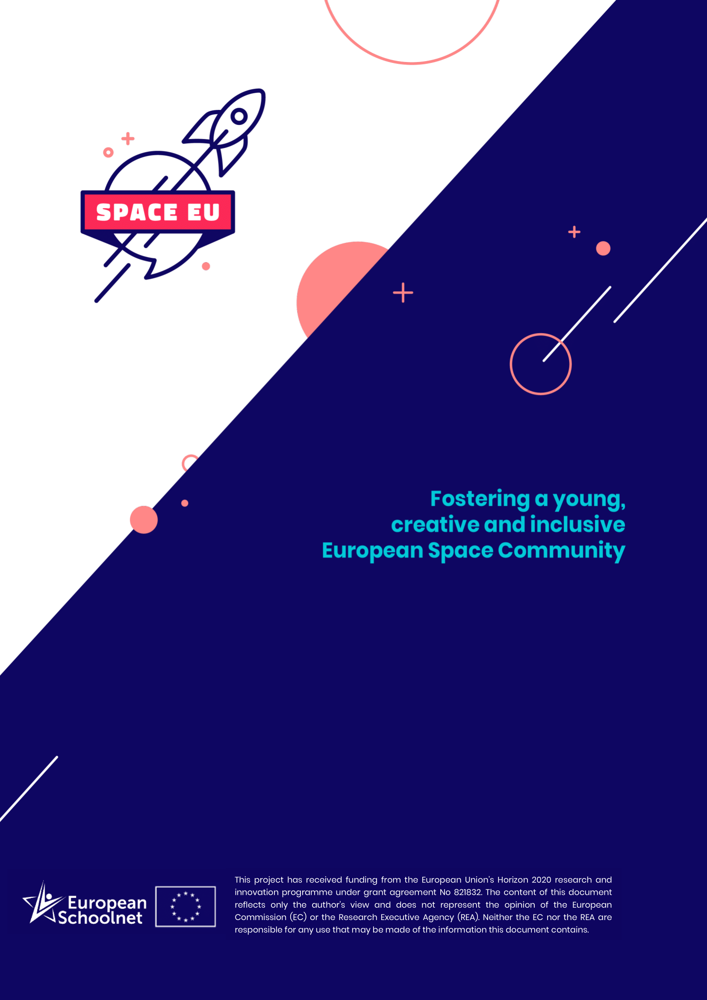 SPACE EU
Fostering a young,
creative and inclusive
European Space Community
European
Schoolnet
This project has received funding from the European Union’s Horizon 2020 research and
innovation programme under grant agreement No 821832. The content of this document
reflects only the author's view and does not represent the opinion of the European
Commission (EC) or the Research Executive Agency (REA). Neither the EC nor the REA are
responsible for any use that may be made of the information this document contains.